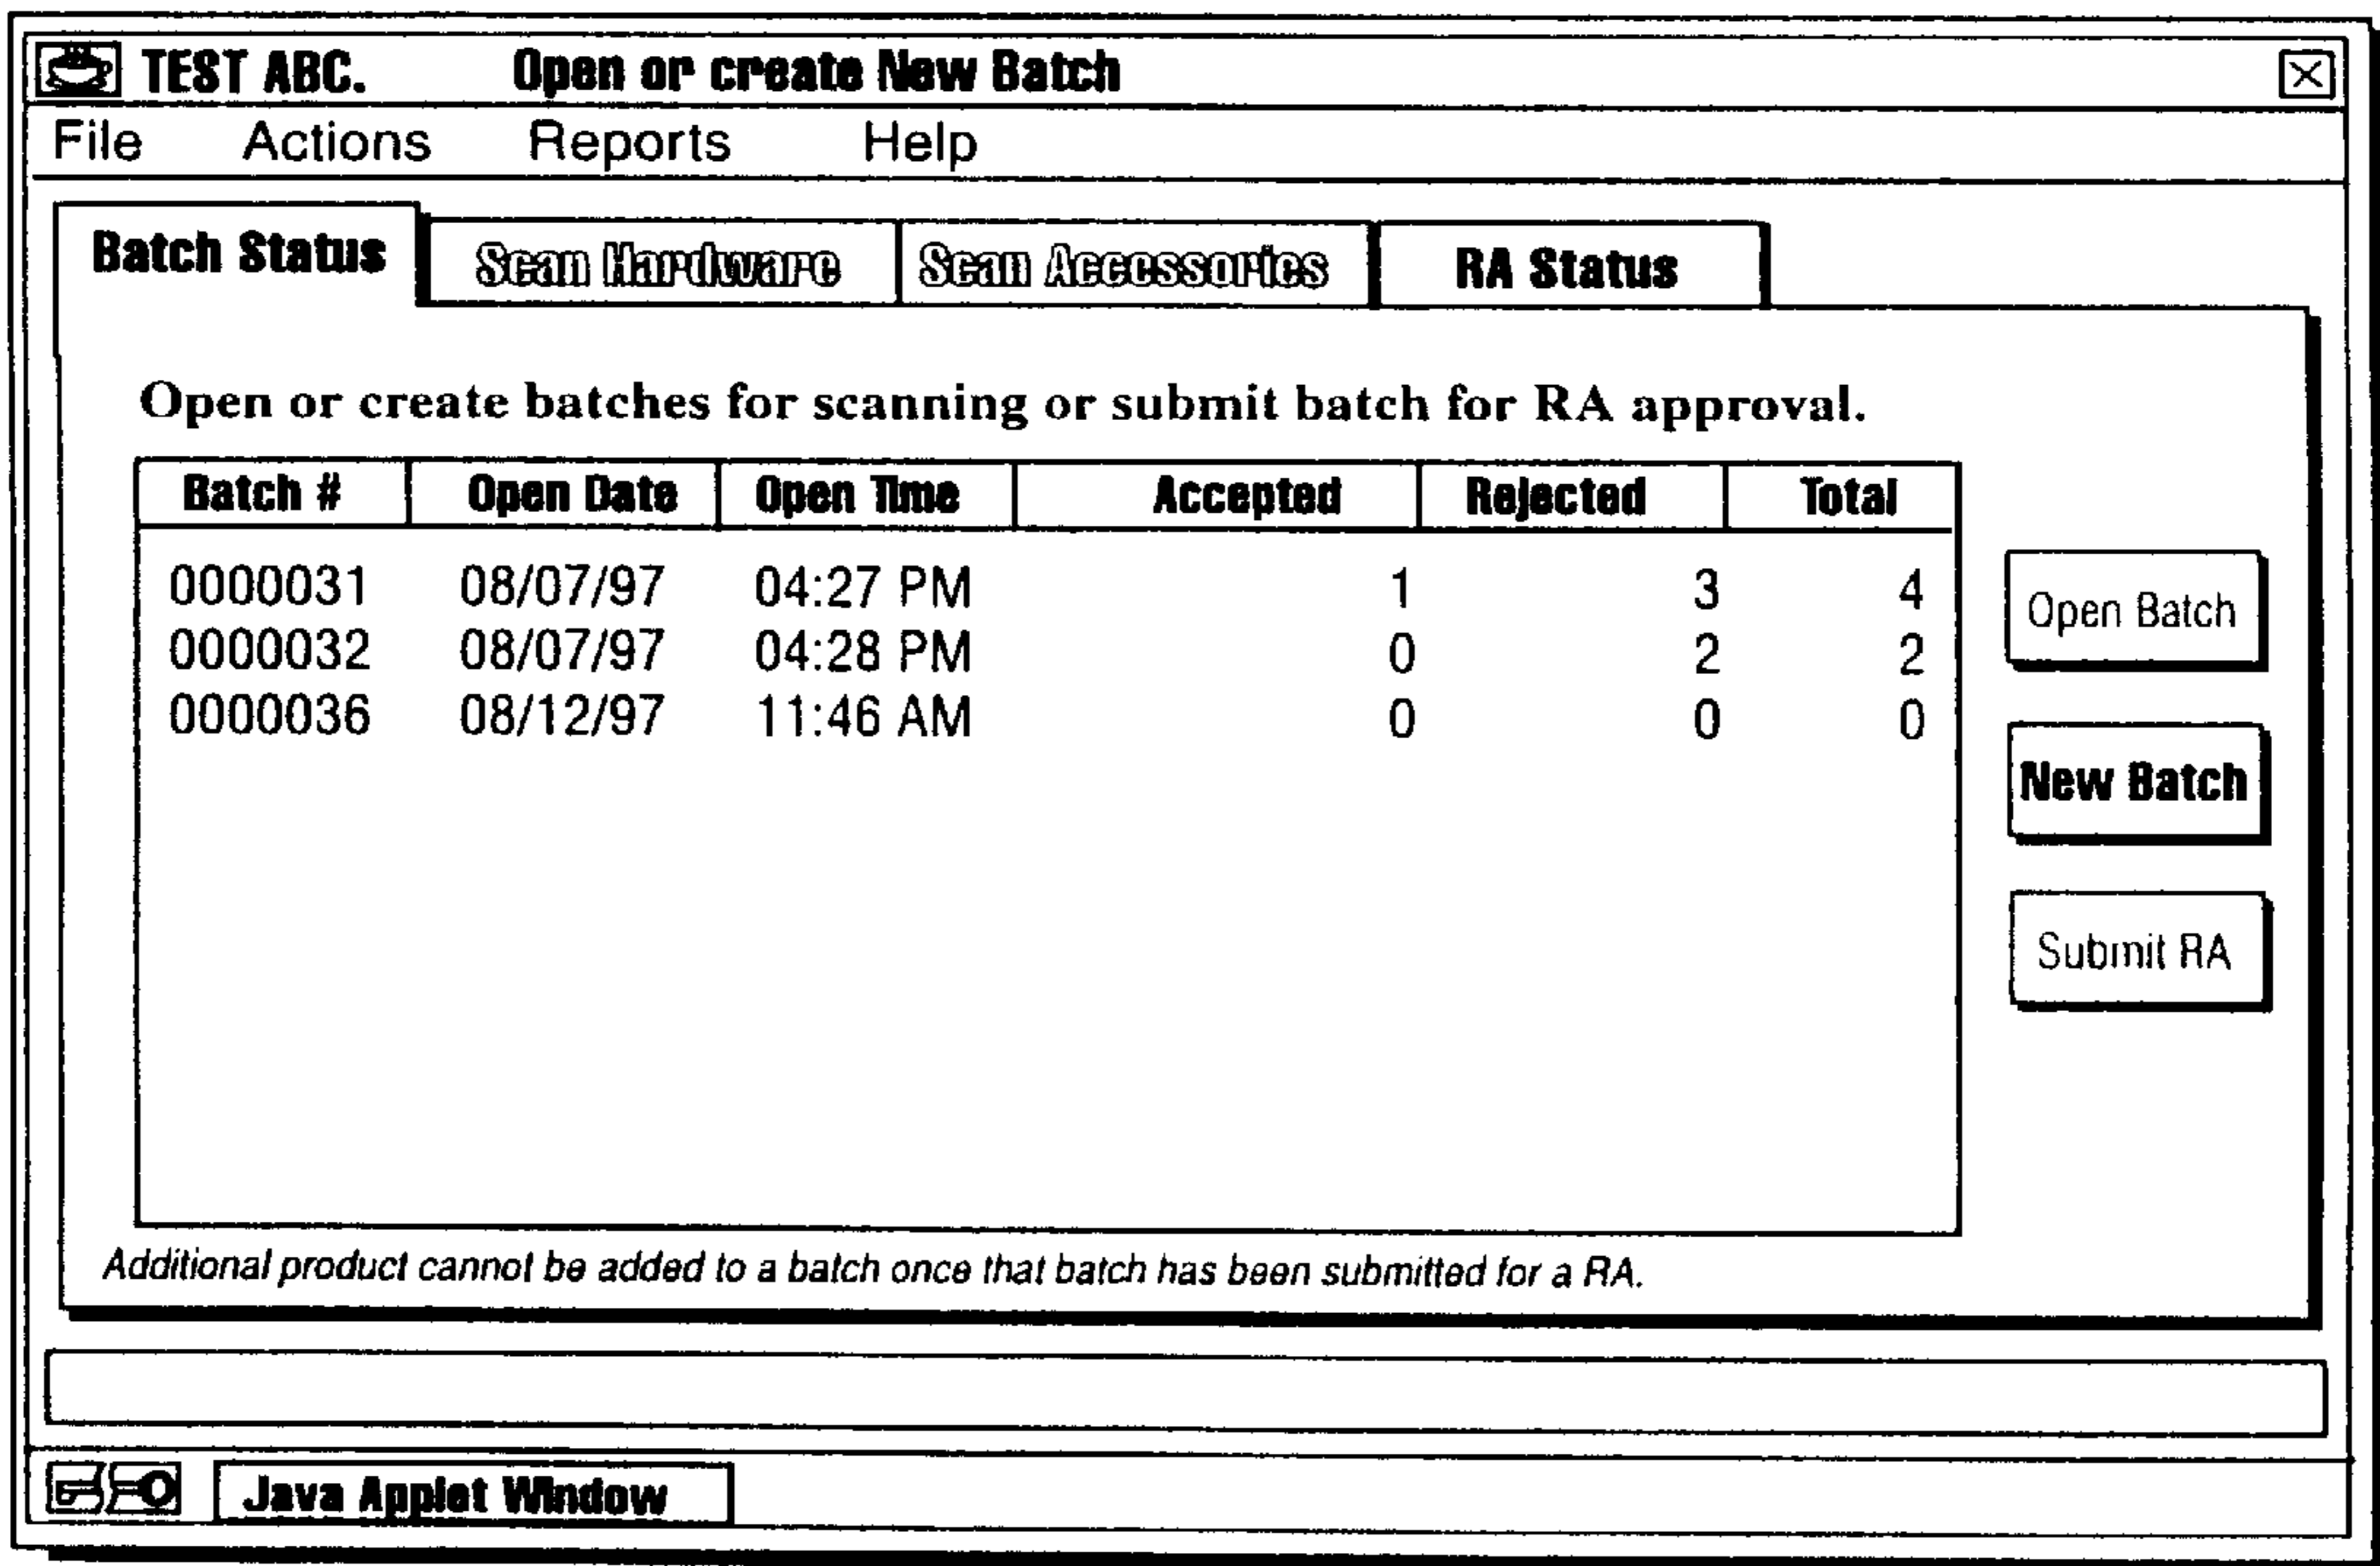 TEST ABC. Open or create New Batch
File Actions Reports Help
Batch Status Scan Hardware Scan Accessories RA Status
Open or create batches for scanning or submit batch for RA approval.
Batch # Open Date Open Time Accepted Rejected Total
0000031 08/07/97 04:27 PM 1 3 4
0000032 08/07/97 04:28 PM 0 2 2
0000036 08/12/97 11:46 AM 0 0 0
Open Batch
New Batch
Submit RA
Additional product cannot be added to a batch once that batch has been submitted for a RA.
Java Applet Window